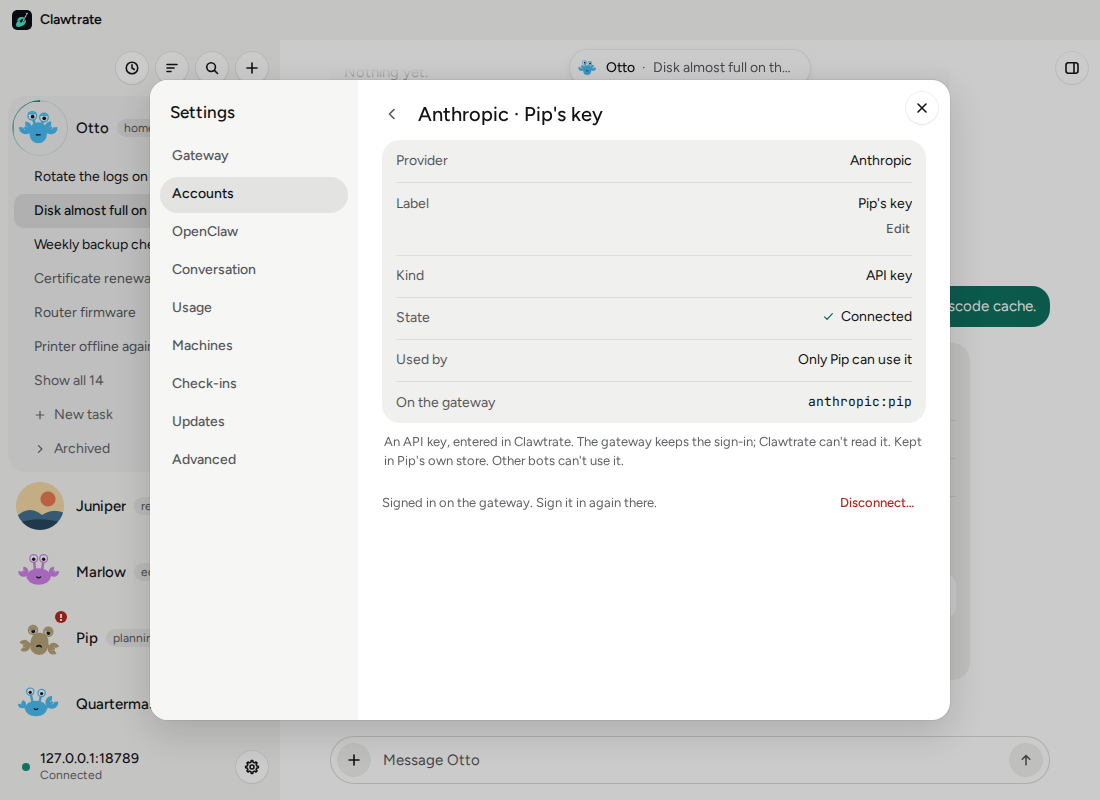 Clawtrate
Nothing yet.
Otto · Disk almost full on th...
Otto
home
Rotate the logs on
Disk almost full on
Weekly backup che
Certificate renewa
Router firmware
Printer offline again
Show all 14
+ New task
Archived
Juniper
re
Marlow
ed
Pip
planning
Quarterma
127.0.0.1:18789
Connected
Settings
Gateway
Accounts
OpenClaw
Conversation
Usage
Machines
Check-ins
Updates
Advanced
Anthropic · Pip's key
Provider
Anthropic
Label
Pip's key
Edit
Kind
API key
State
Connected
Used by
Only Pip can use it
On the gateway
anthropic:pip
An API key, entered in Clawtrate. The gateway keeps the sign-in; Clawtrate can't read it. Kept
in Pip's own store. Other bots can't use it.
Signed in on the gateway. Sign it in again there.
Disconnect...
scode cache.
Message Otto